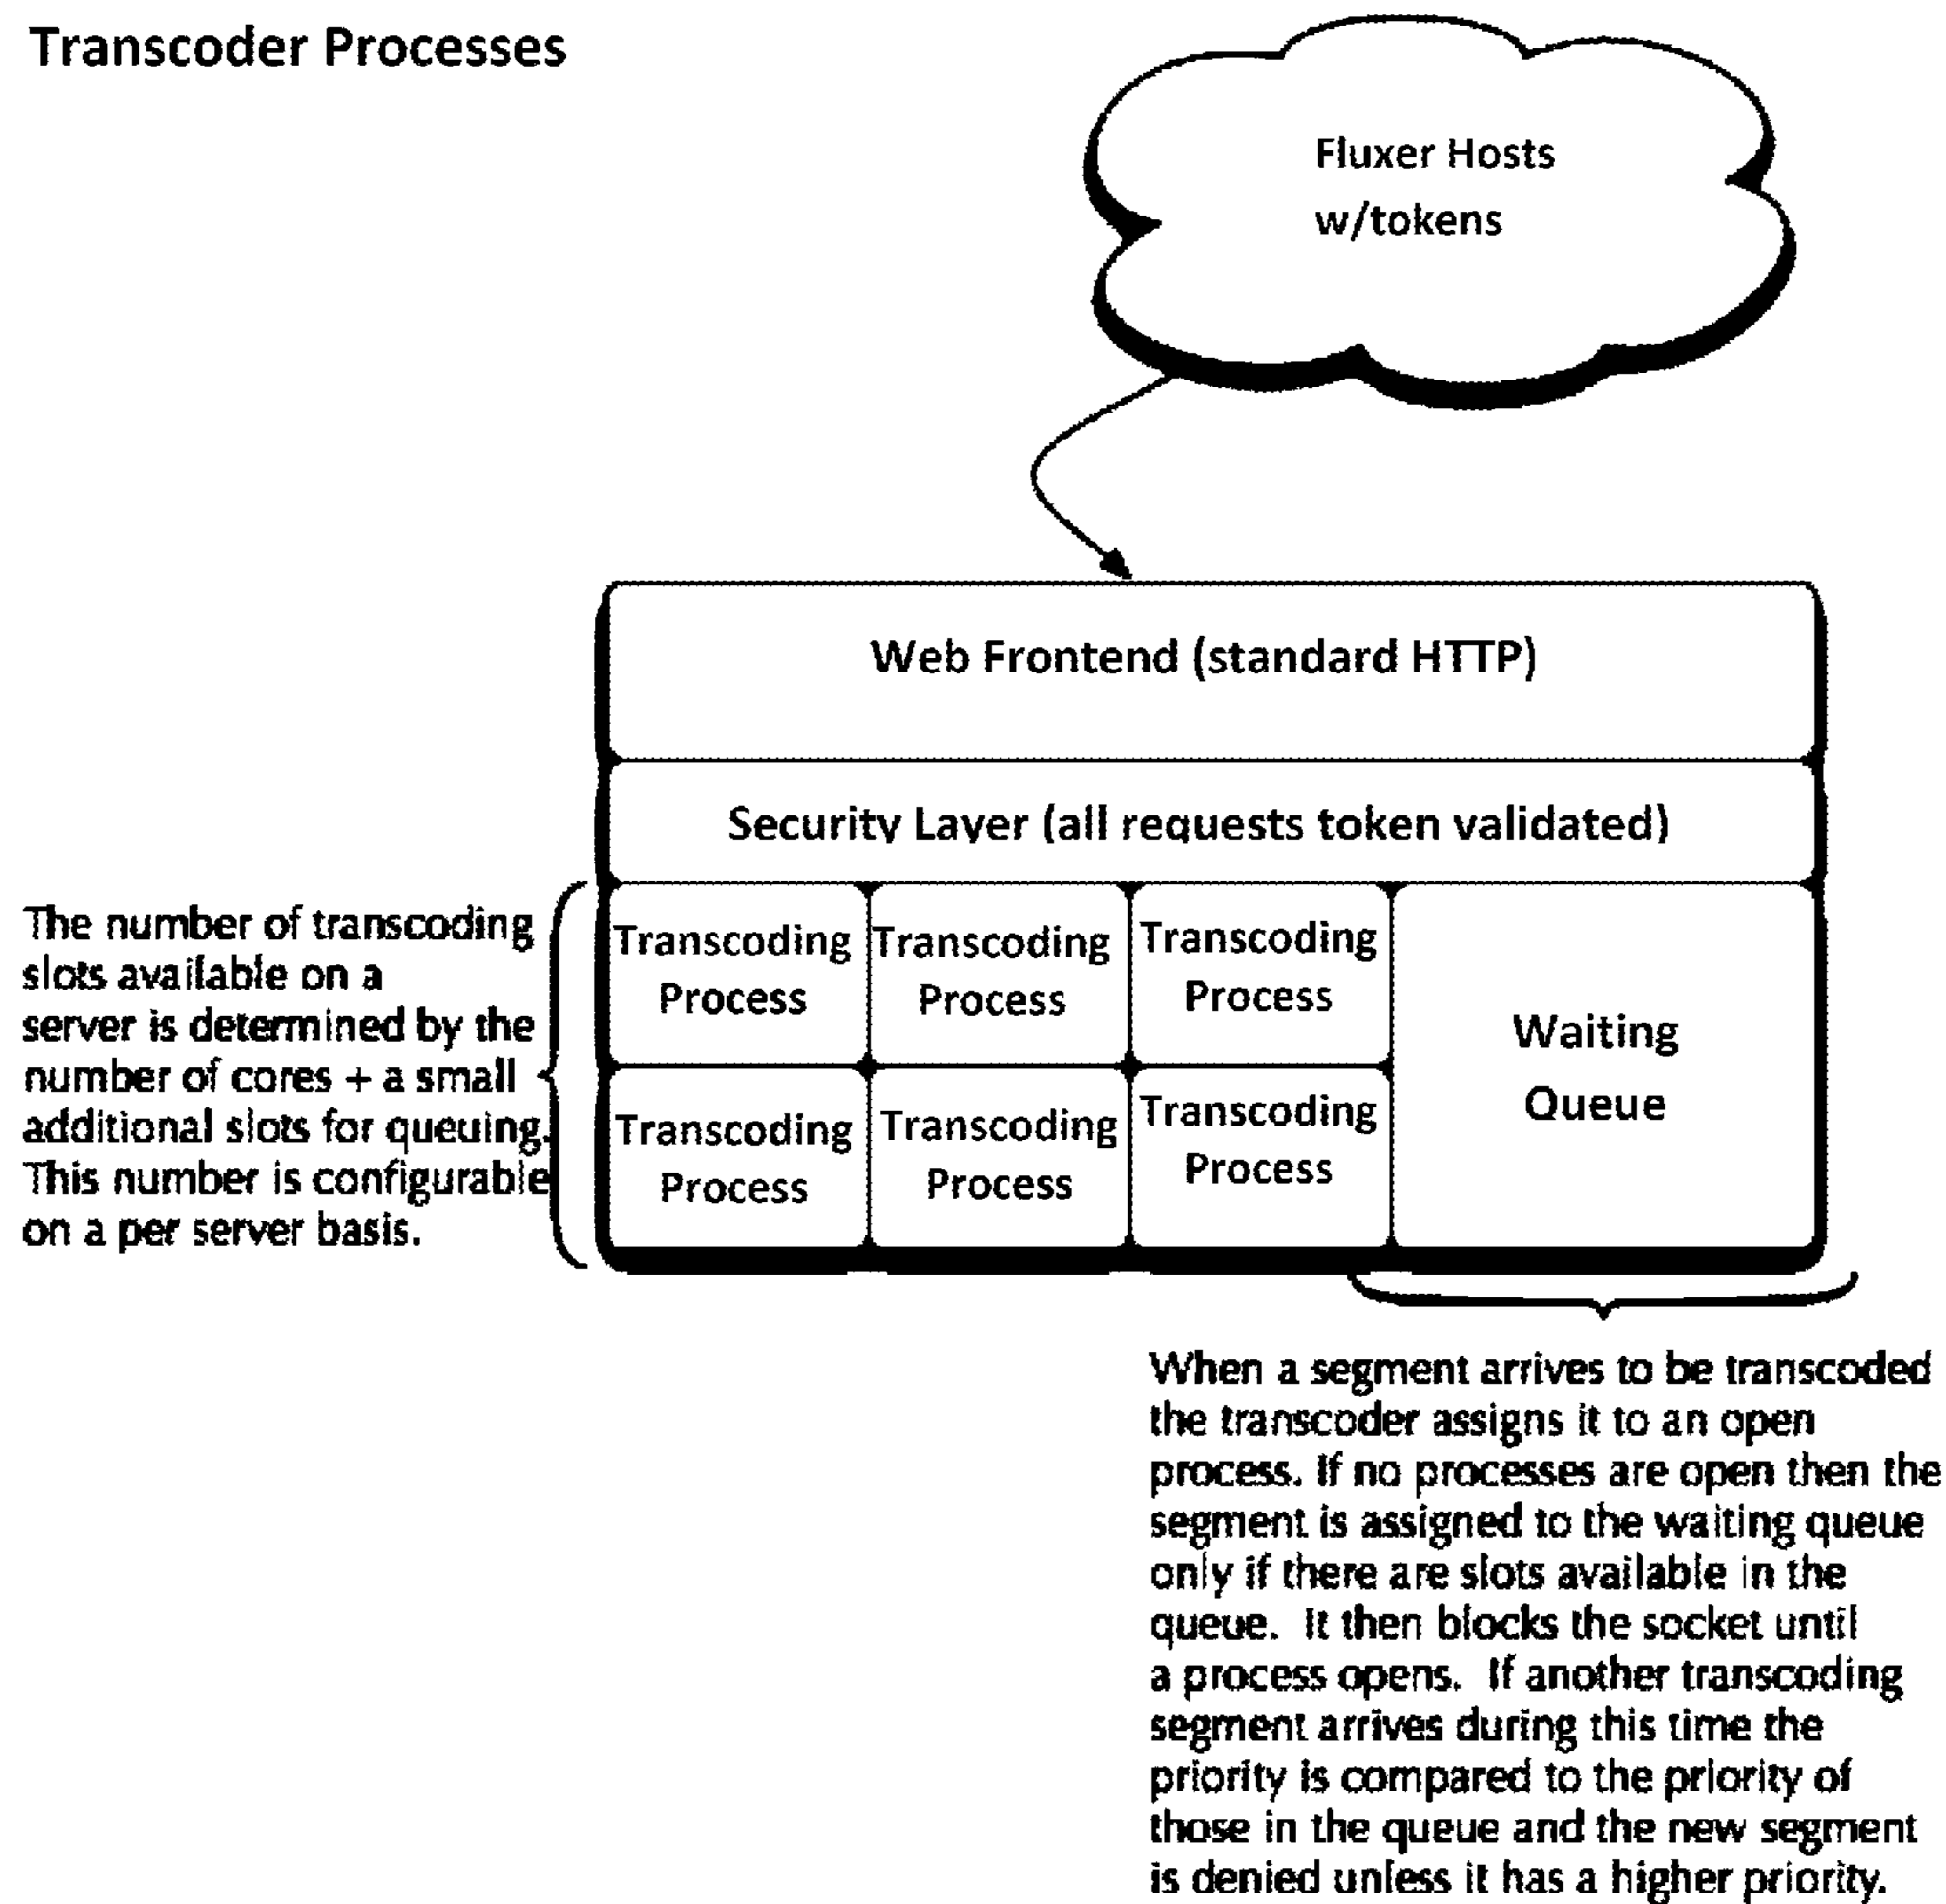 Transcoder Processes
Fluxer Hosts
w/tokens
Web Frontend (standard HTTP)
Security Layer (all requests token validated)
The number of transcoding
slots available on a
server is determined by the
number of cores + a small
additional slots for queuing.
This number is configurable
on a per server basis.
Transcoding
Process
Transcoding
Process
Transcoding
Process
Transcoding
Process
Transcoding
Process
Transcoding
Process
Waiting
Queue
When a segment arrives to be transcoded
the transcoder assigns it to an open
process. If no processes are open then the
segment is assigned to the waiting queue
only if there are slots available in the
queue. It then blocks the socket until
a process opens. If another transcoding
segment arrives during this time the
priority is compared to the priority of
those in the queue and the new segment
is denied unless it has a higher priority.